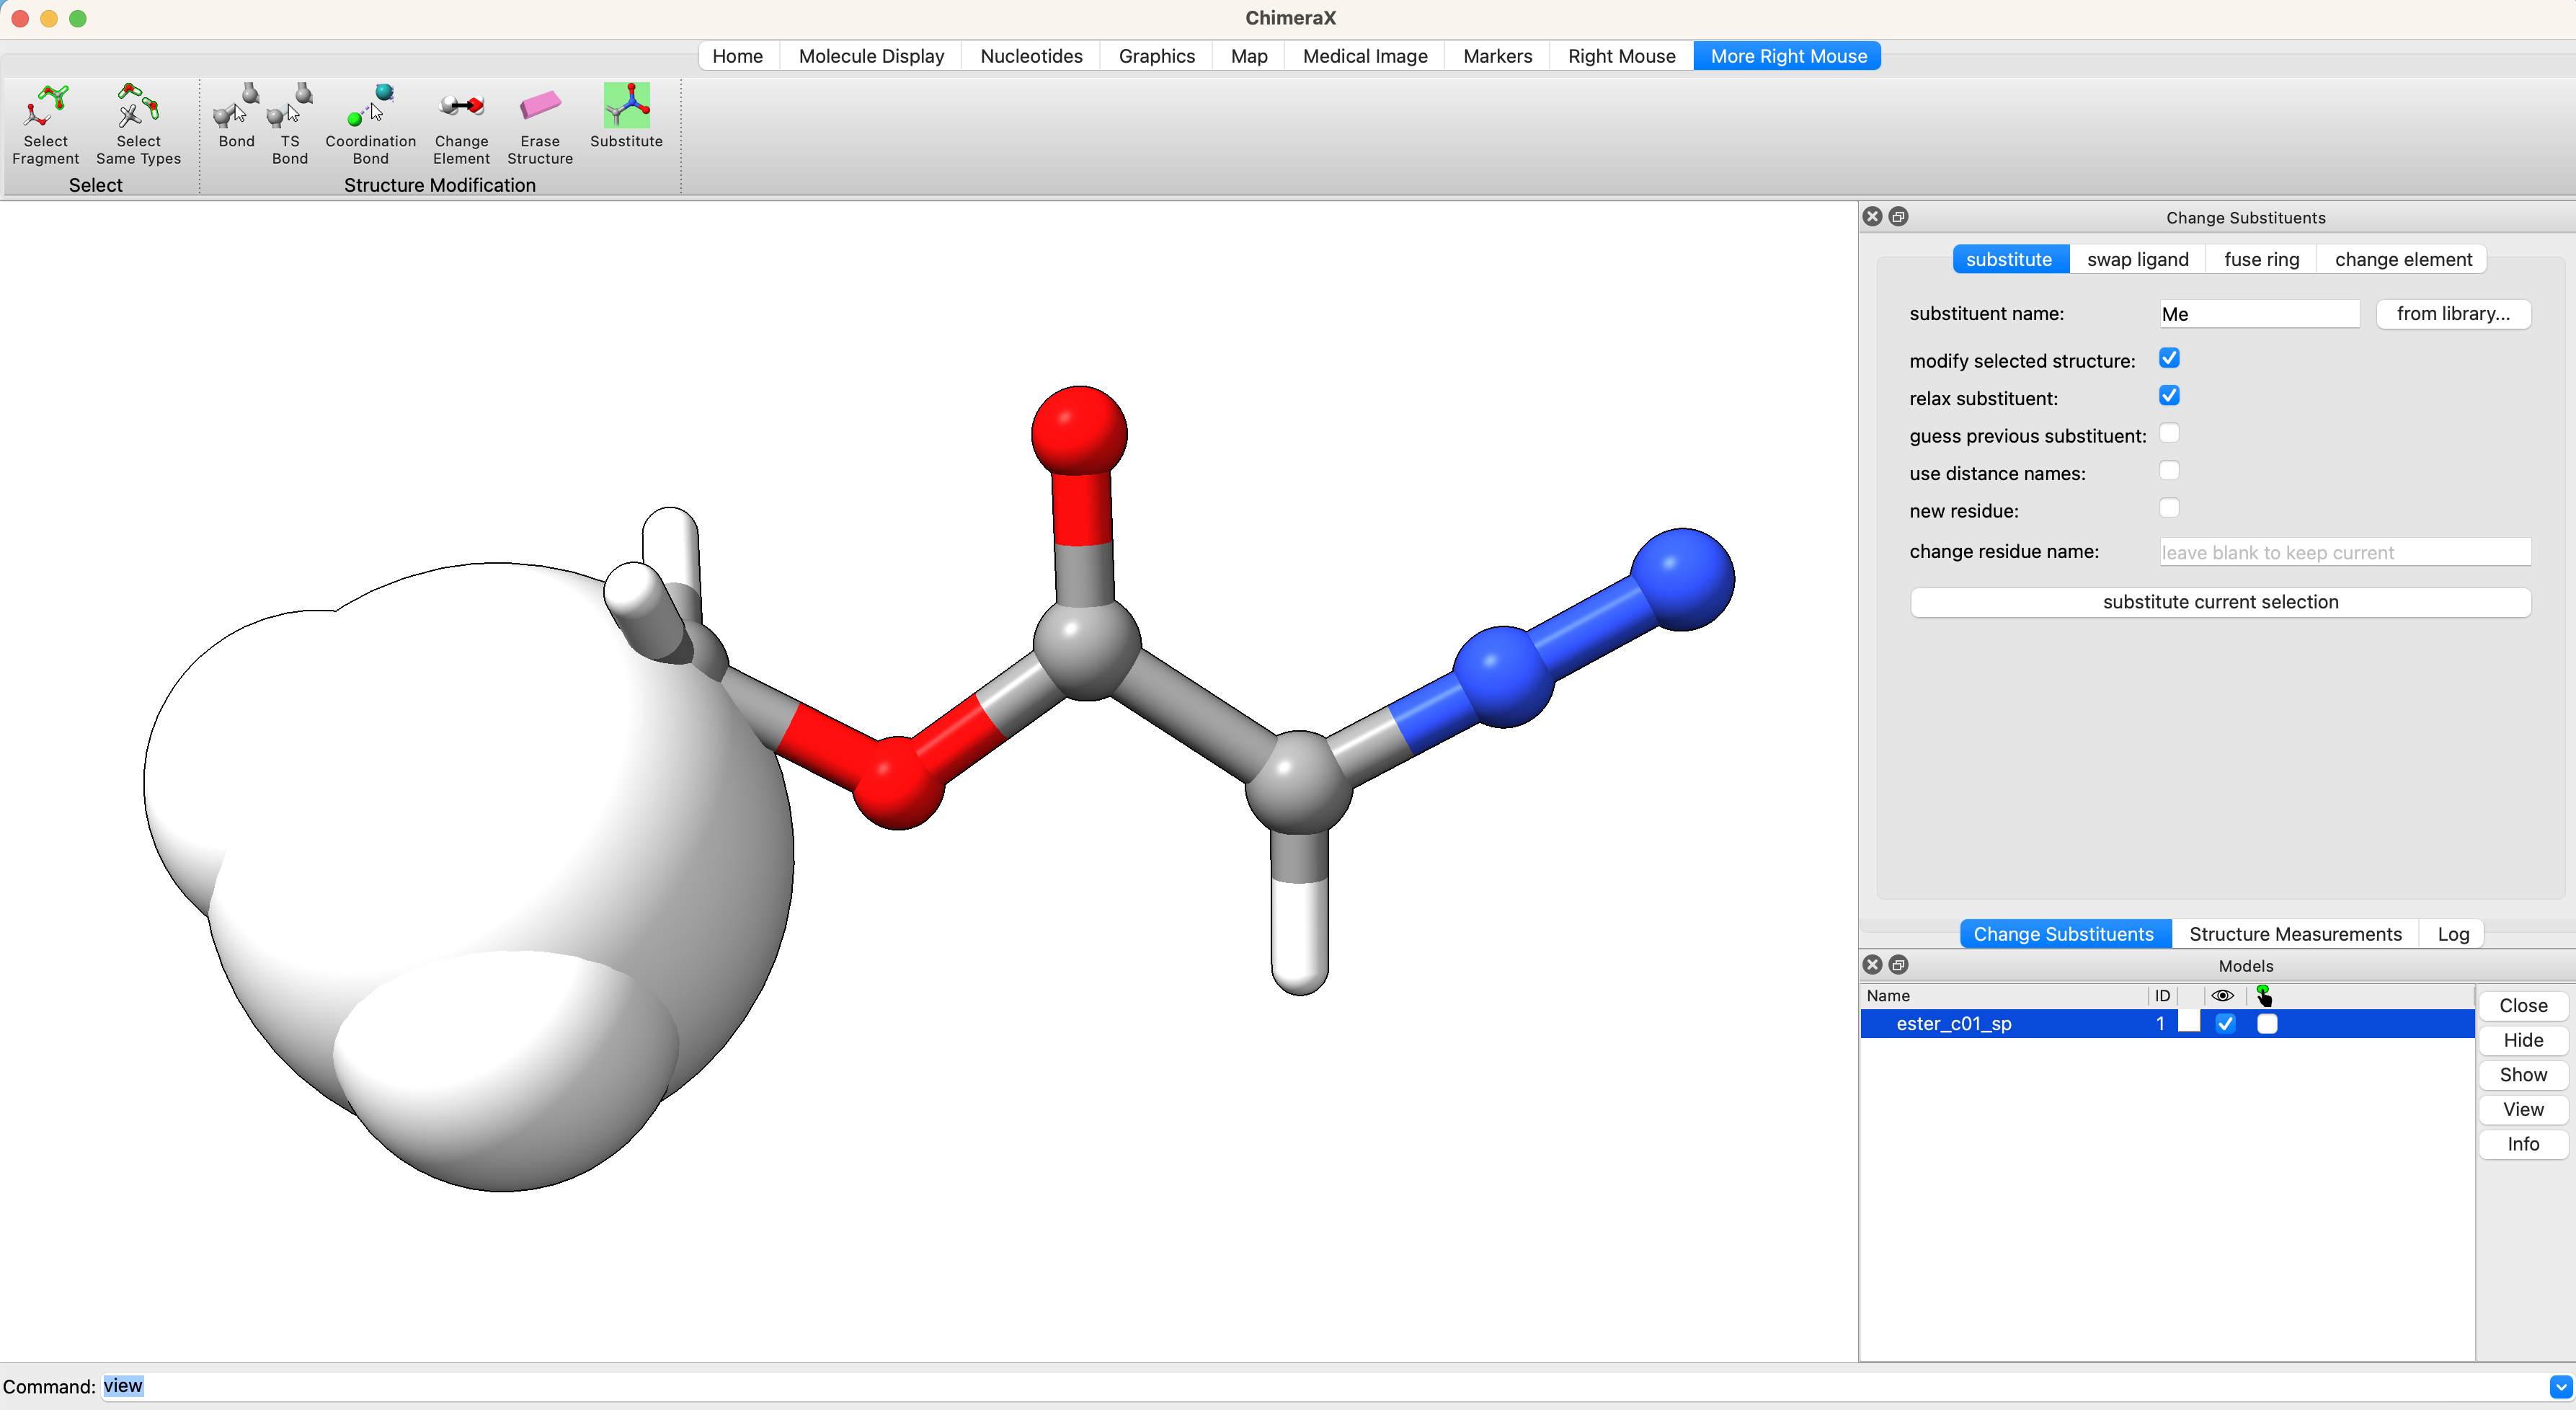 ChimeraX
Home Molecule Display Nucleotides Graphics Map Medical Image Markers Right Mouse More Right Mouse
Select Fragment
Select Same Types
Bond
TS Bond
Coordination Bond
Change Element
Erase Structure
Substitute
Select
Structure Modification
Change Substituents
substitute swap ligand fuse ring change element
substituent name: Me from library...
modify selected structure:
relax substituent:
guess previous substituent:
use distance names:
new residue:
change residue name: leave blank to keep current
substitute current selection
Change Substituents Structure Measurements Log
Models
Name ID
ester_c01_sp 1
Close
Hide
Show
View
Info
Command: view